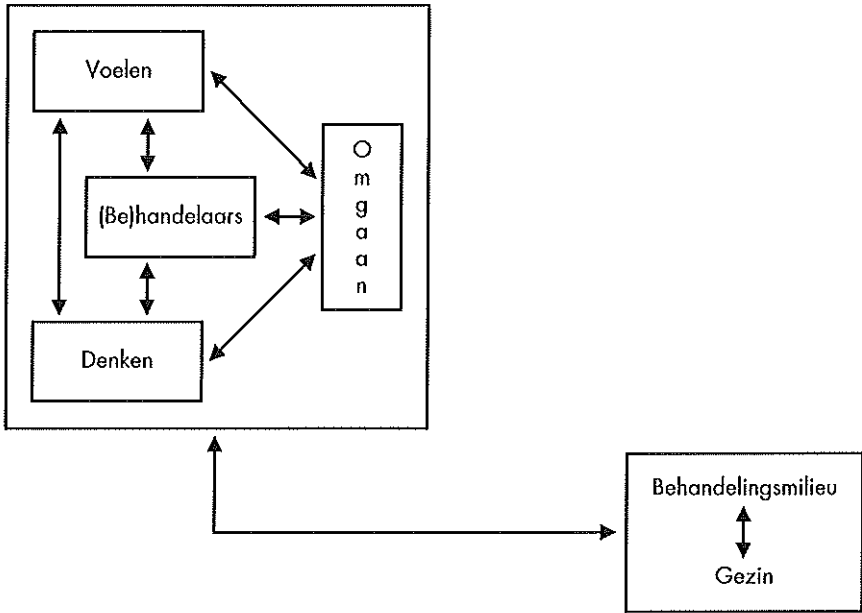 Voelen
Omgaan
(Be)handelaars
Denken
Behandelingsmilieu
Gezin